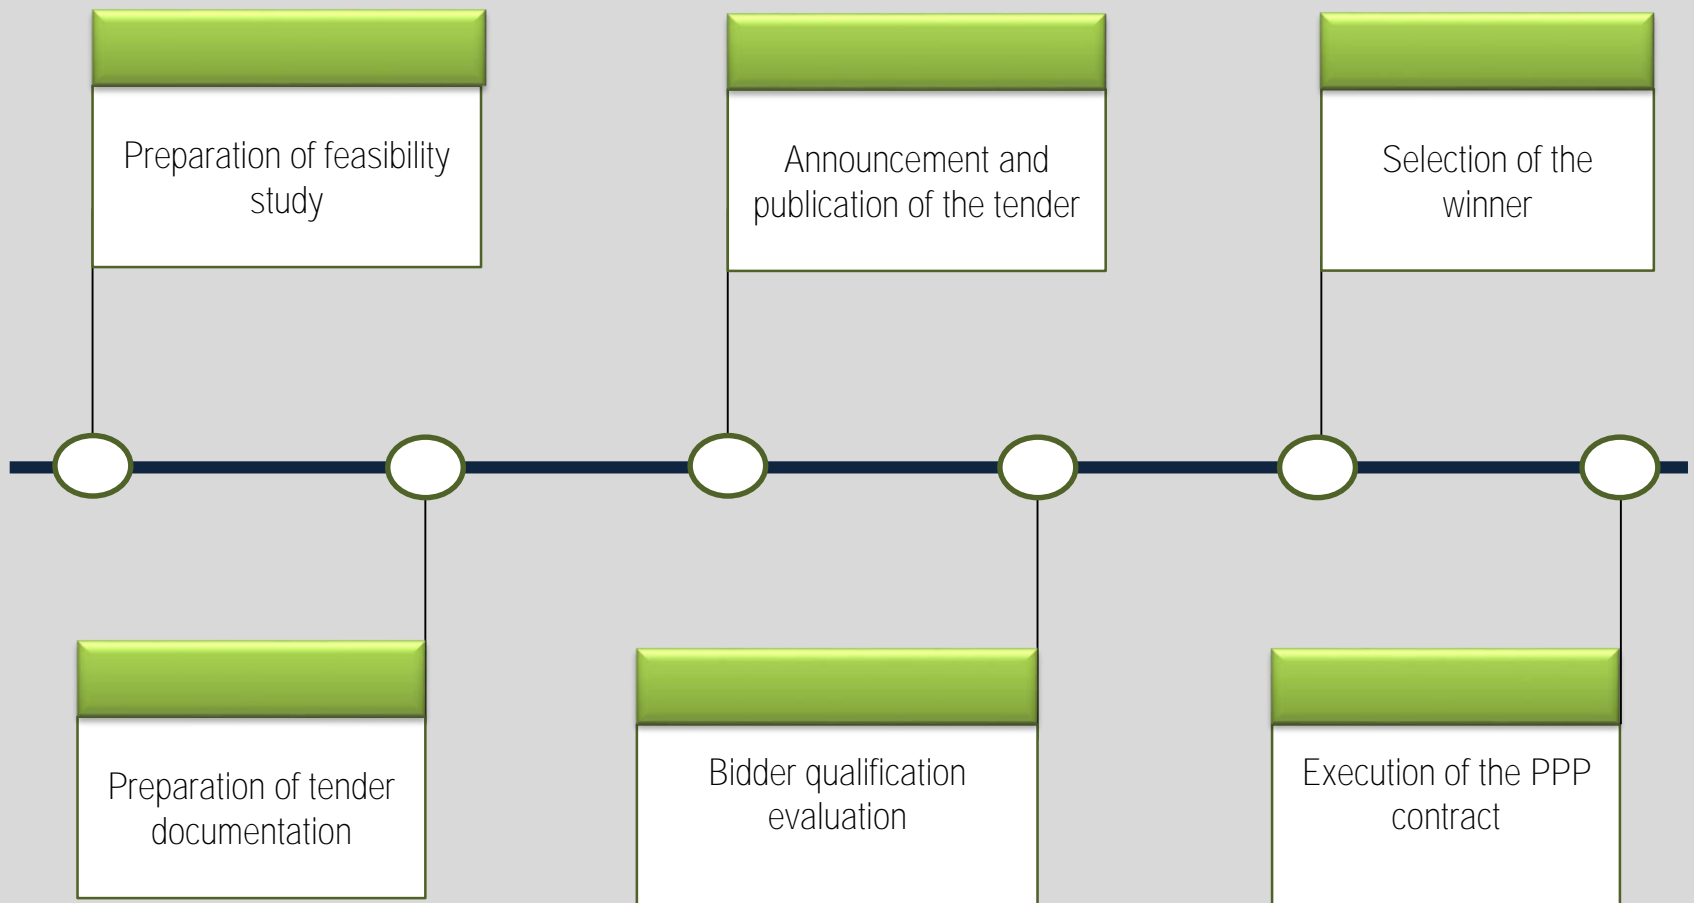 Preparation of feasibility
study
Announcement and
publication of the tender
Selection of the
winner
Preparation of tender
documentation
Bidder qualification
evaluation
Execution of the PPP
contract